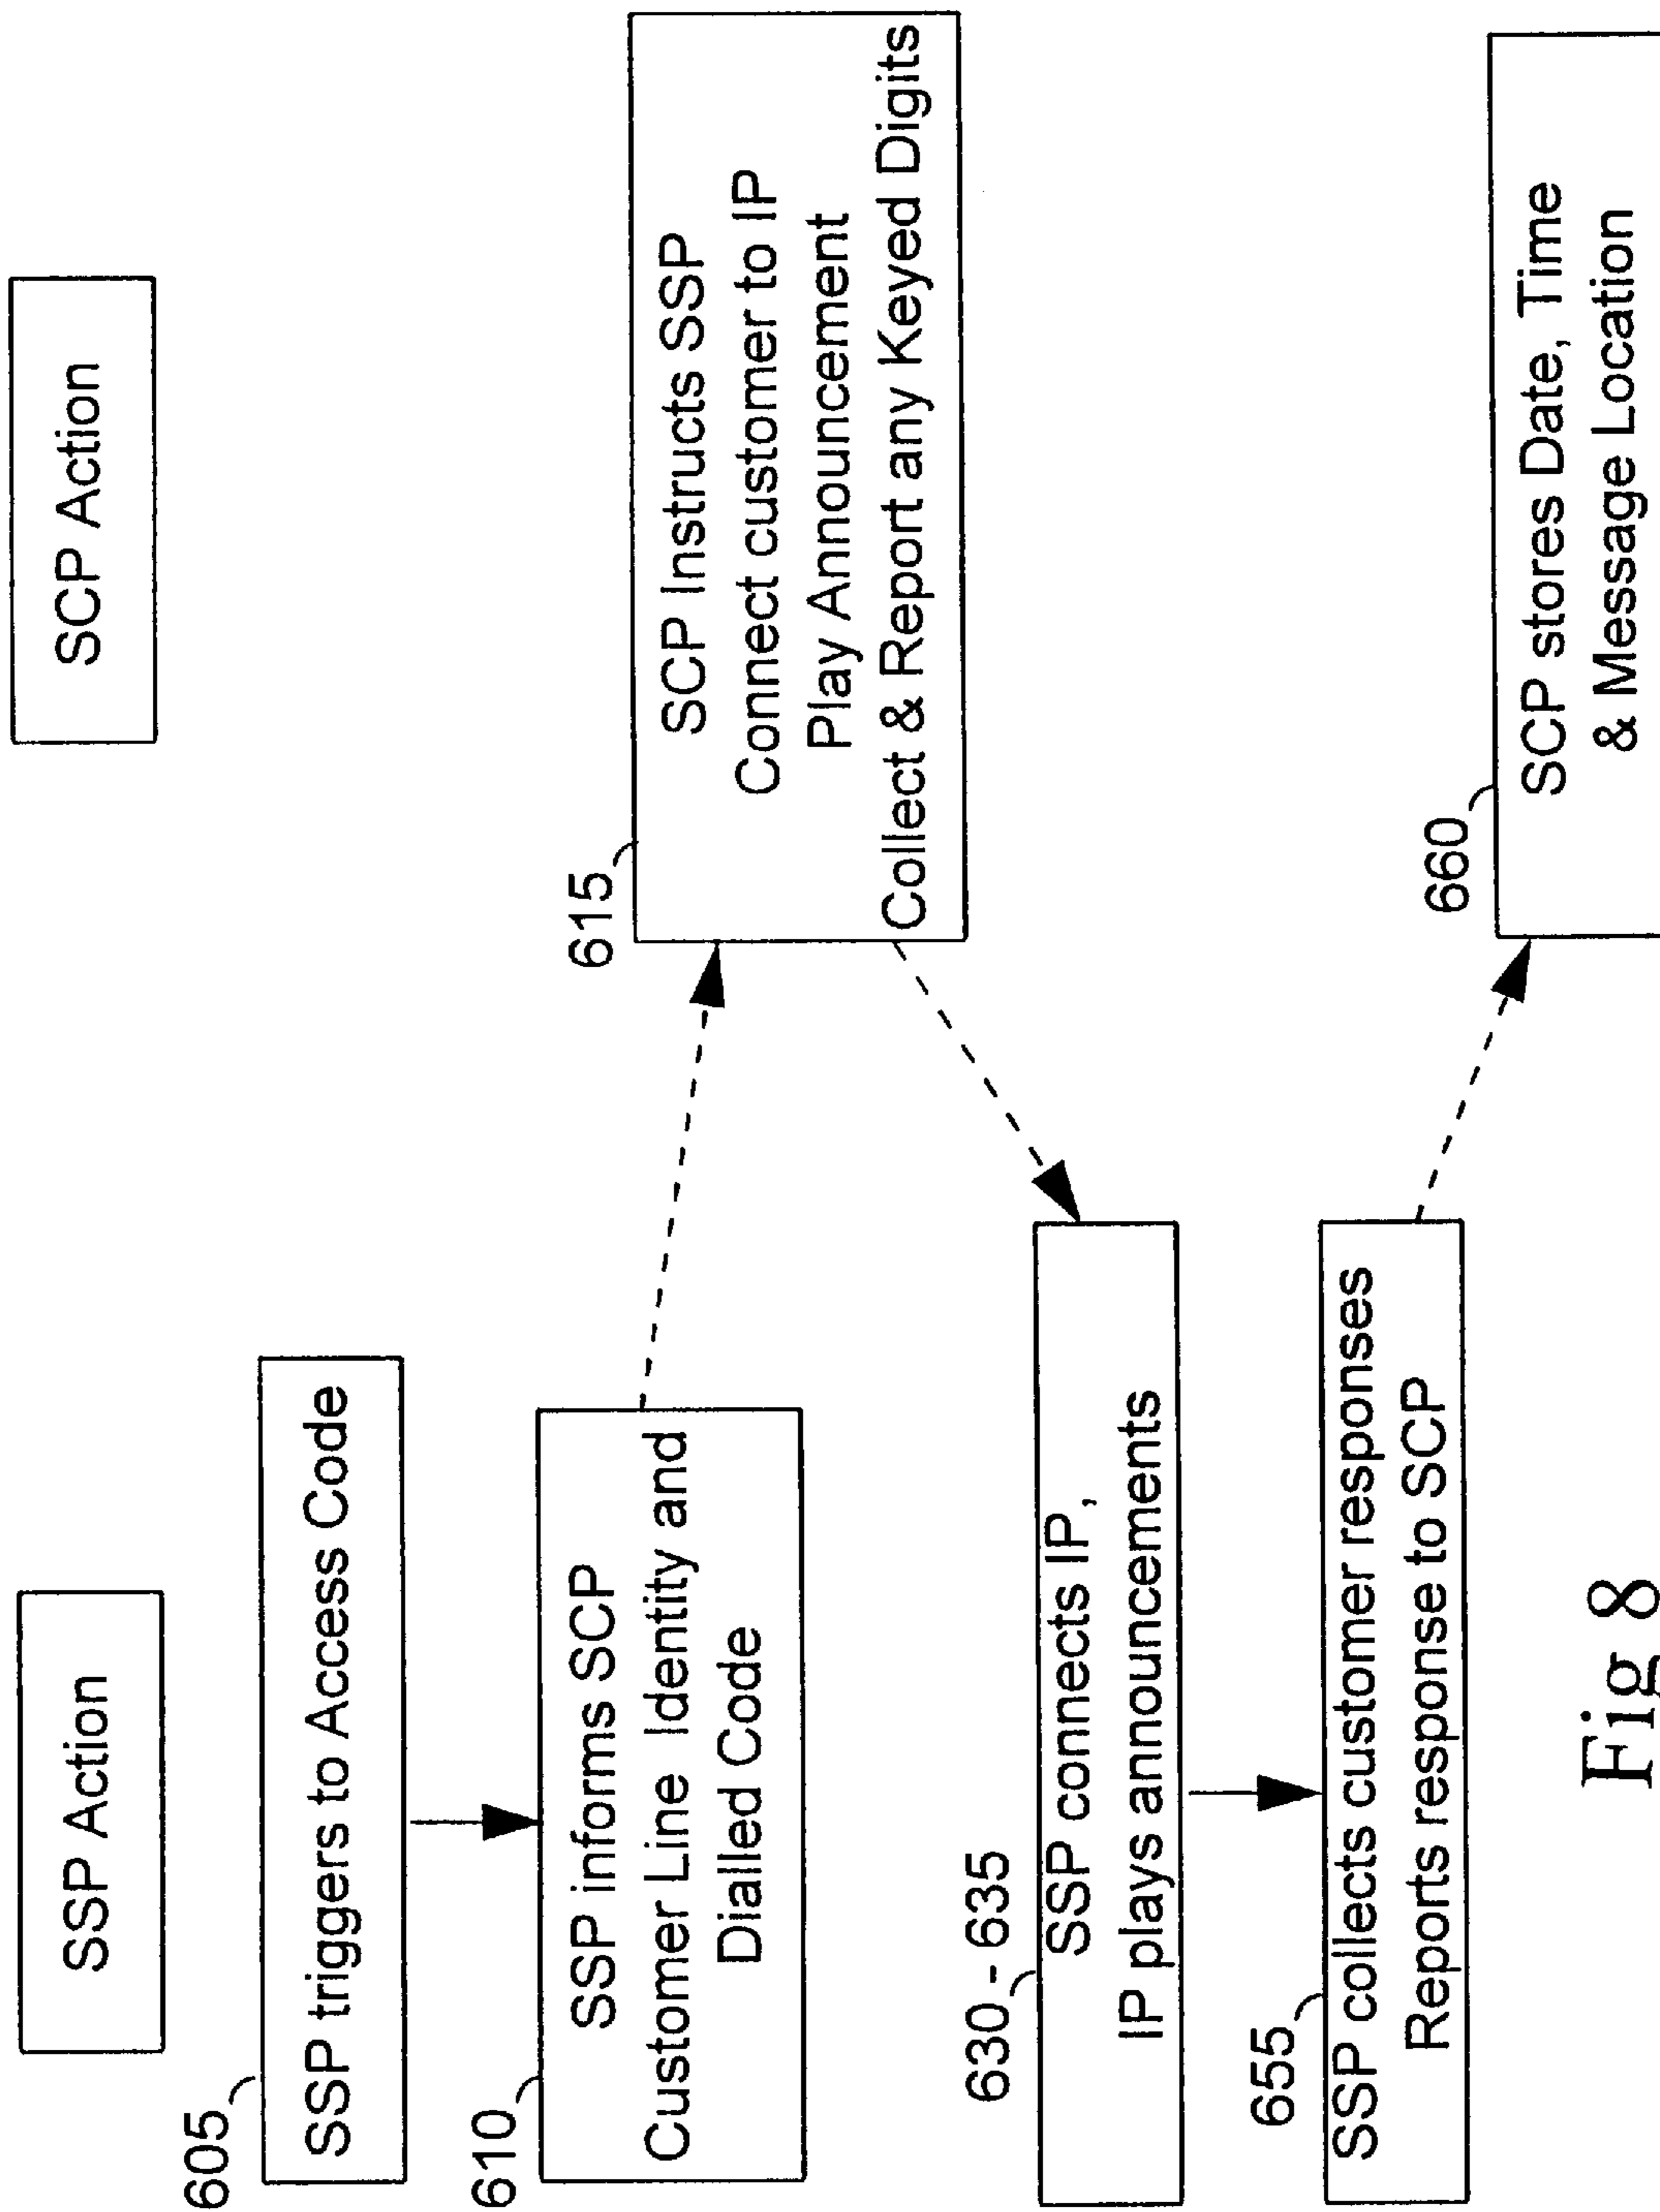 SSP Action
SCP Action
605
SSP triggers to Access Code
610
SSP informs SCP
Customer Line Identity and
Dialled Code
615
SCP Instructs SSP
Connect customer to IP
Play Announcement
Collect & Report any Keyed Digits
630 - 635
SSP connects IP,
IP plays announcements
655
SSP collects customer responses
Reports response to SCP
660
SCP stores Date, Time
& Message Location
Fig 8